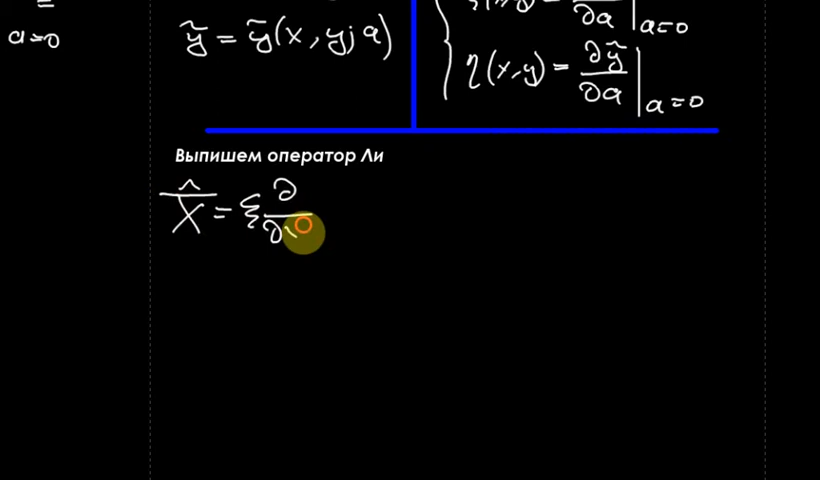 a=0
ỹ = ỹ(x, y; a)
∂a | a=0
η(x,y) = ∂ỹ/∂a | a=0
Выпишем оператор Ли
X̂ = ξ ∂/∂x